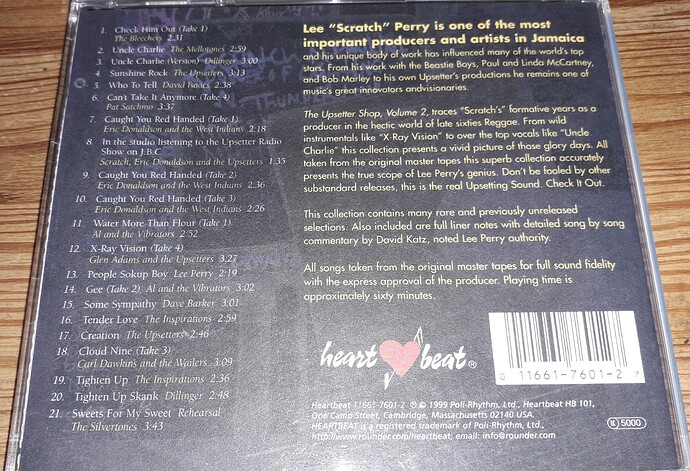 1. Check Him Out (Take 1)
The Bleechers 2:31
2. Uncle Charlie The Mellotones 2:59
3. Uncle Charlie (Version) Dillinger 3:00
4. Sunshine Rock The Upsetters 3:13
5. Who To Tell David Isaacs 2:38
6. Can't Take It Anymore (Take 4)
Pat Satchmo 3:37
7. Caught You Red Handed (Take 1)
Eric Donaldson and the West Indians 2:18
8. In the studio listening to the Upsetter Radio
Show on J.B.C
Scratch, Eric Donaldson and the Upsetters 1:35
9. Caught You Red Handed (Take 2)
Eric Donaldson and the West Indians 2:36
10. Caught You Red Handed (Take 3)
Eric Donaldson and the West Indians 2:26
11. Water More Than Flour (Take 1)
Al and the Vibrators 2:52
12. X-Ray Vision (Take 4)
Glen Adams and the Upsetters 3:27
13. People Sokup Boy Lee Perry 2:19
14. Gee (Take 2) Al and the Vibrators 3:02
15. Some Sympathy Dave Barker 3:01
16. Tender Love The Inspirations 2:59
17. Creation The Upsetters 2:46
18. Cloud Nine (Take 3)
Carl Dawkins and the Wailers 3:09
19. Tighten Up The Inspirations 2:36
20. Tighten Up Skank Dillinger 2:48
21. Sweets For My Sweet Rehearsal
The Silvertones 3:43
Lee "Scratch" Perry is one of the most
important producers and artists in Jamaica
and his unique body of work has influenced many of the world's top
stars. From his work with the Beastie Boys, Paul and Linda McCartney,
and Bob Marley to his own Upsetter's productions he remains one of
music's great innovators andvisionaries.
The Upsetter Shop, Volume 2, traces "Scratch's" formative years as a
producer in the hectic world of late sixties Reggae. From wild
instrumentals like "X-Ray Vision" to over the top vocals like "Uncle
Charlie" this collection presents a vivid picture of those glory days. All
taken from the original master tapes this superb collection accurately
presents the true scope of Lee Perry's genius. Don't be fooled by other
substandard releases, this is the real Upsetting Sound. Check It Out.
This collection contains many rare and previously unreleased
selections. Also included are full liner notes with detailed song by song
commentary by David Katz, noted Lee Perry authority.
All songs taken from the original master tapes for full sound fidelity
with the express approval of the producer. Playing time is
approximately sixty minutes.
heart beat®
0 11661-7601-2 7
Heartbeat 11661-7601-2 ℗ © 1999 Poli-Rhythm, Ltd., Heartbeat HB 101,
One Camp Street, Cambridge, Massachusetts 02140 USA.
HEARTBEAT is a registered trademark of Poli-Rhythm, Ltd.,
http://www.rounder.com/heartbeat, email: info@rounder.com
5000